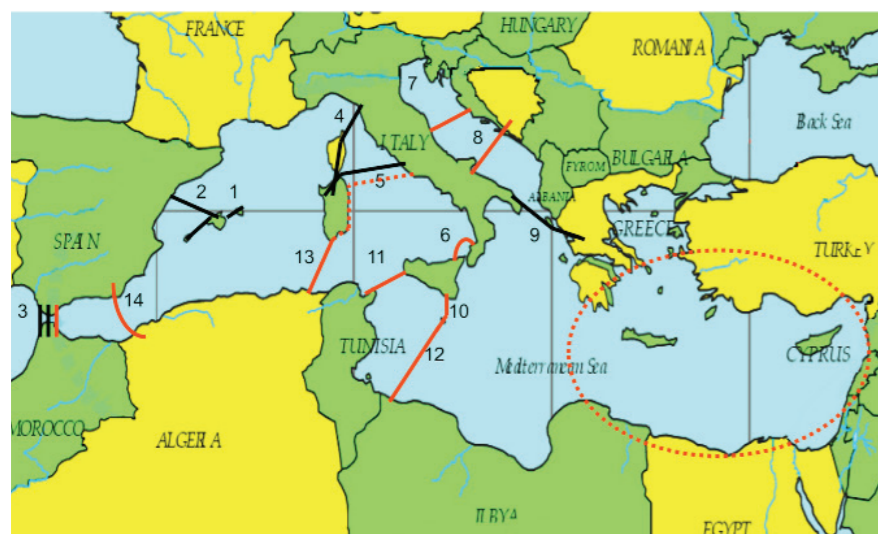 FRANCE
HUNGARY
ROMANIA
7
4
Back Sea
ITALY
8
FYROM
BULGARIA
2
1
5
ALBANIA
SPAIN
6
9
GREECE
TURKEY
13
11
3
14
10
TUNISIA
12
Mediterranean Sea
CYPRUS
MOROCCO
ALGERIA
LIBYA
EGYPT